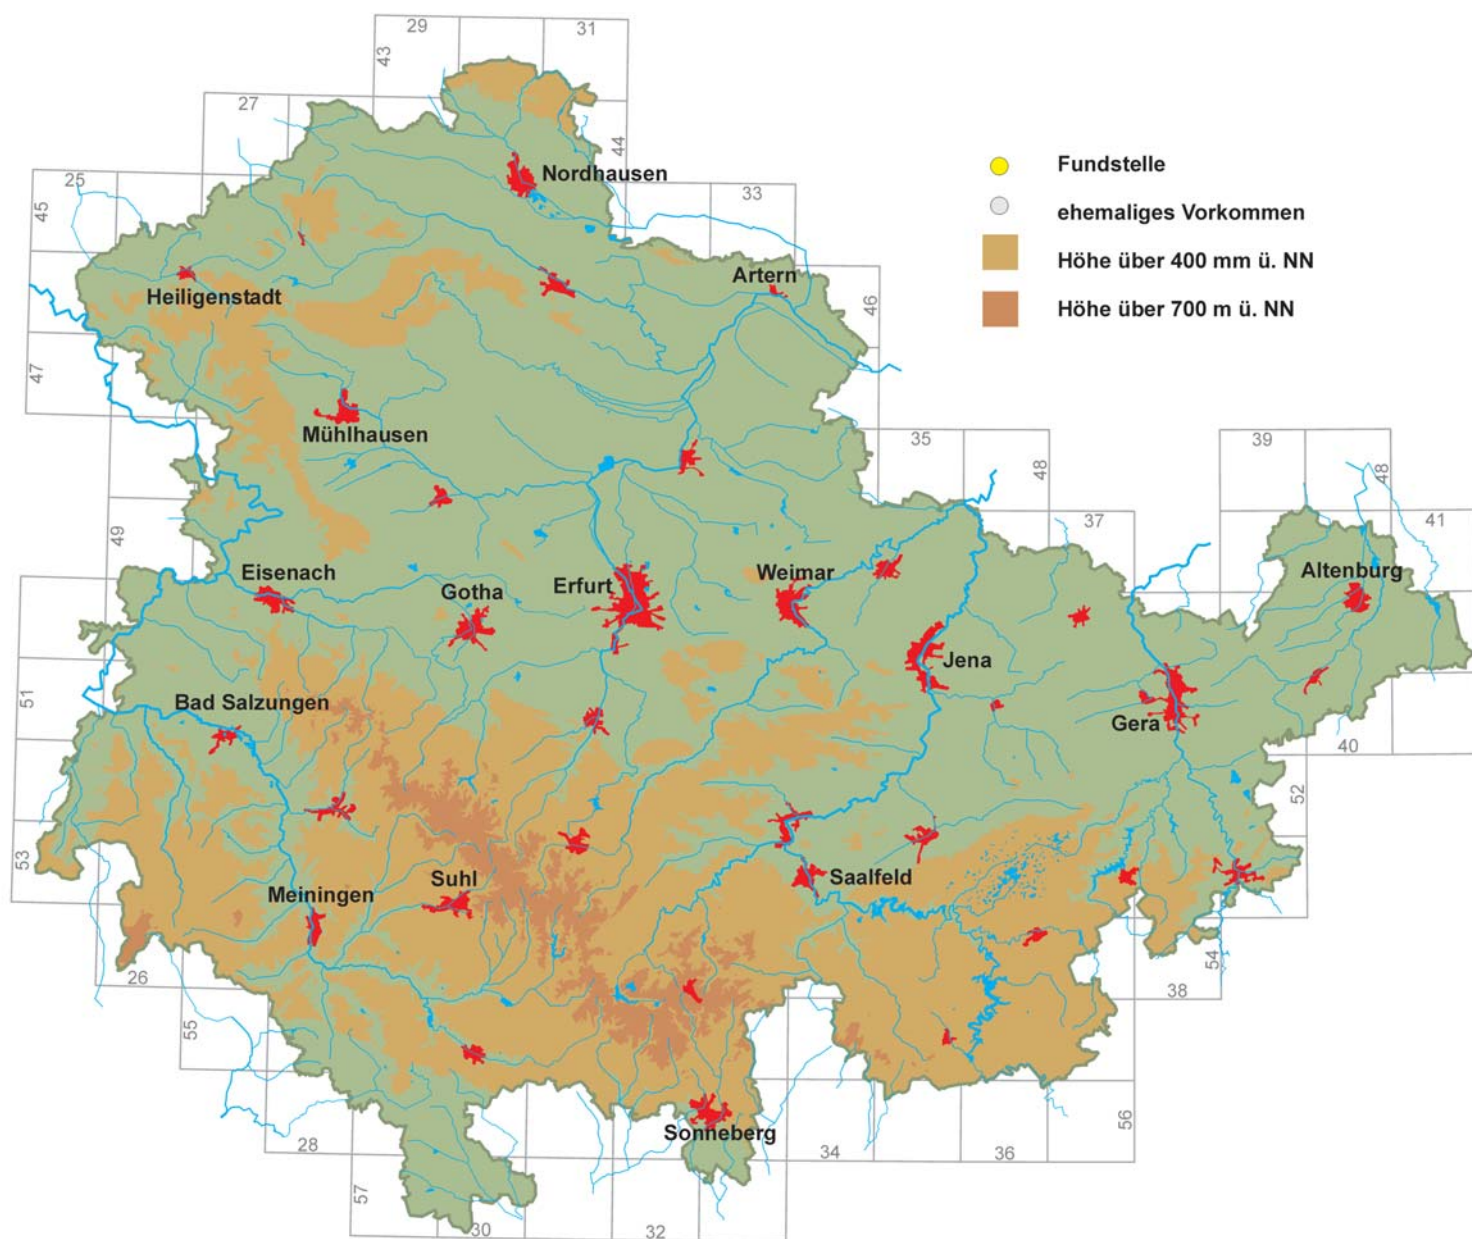 29
31
43
27
44
Nordhausen
25
33
45
Fundstelle
ehemaliges Vorkommen
Höhe über 400 mm ü. NN
Höhe über 700 m ü. NN
Artern
Heiligenstadt
46
47
Mühlhausen
35
39
48
48
37
41
49
Eisenach
Gotha
Erfurt
Weimar
Altenburg
Jena
51
Bad Salzungen
Gera
40
52
53
Suhl
Saalfeld
Meiningen
54
26
38
55
56
Sonneberg
28
34
36
57
30
32